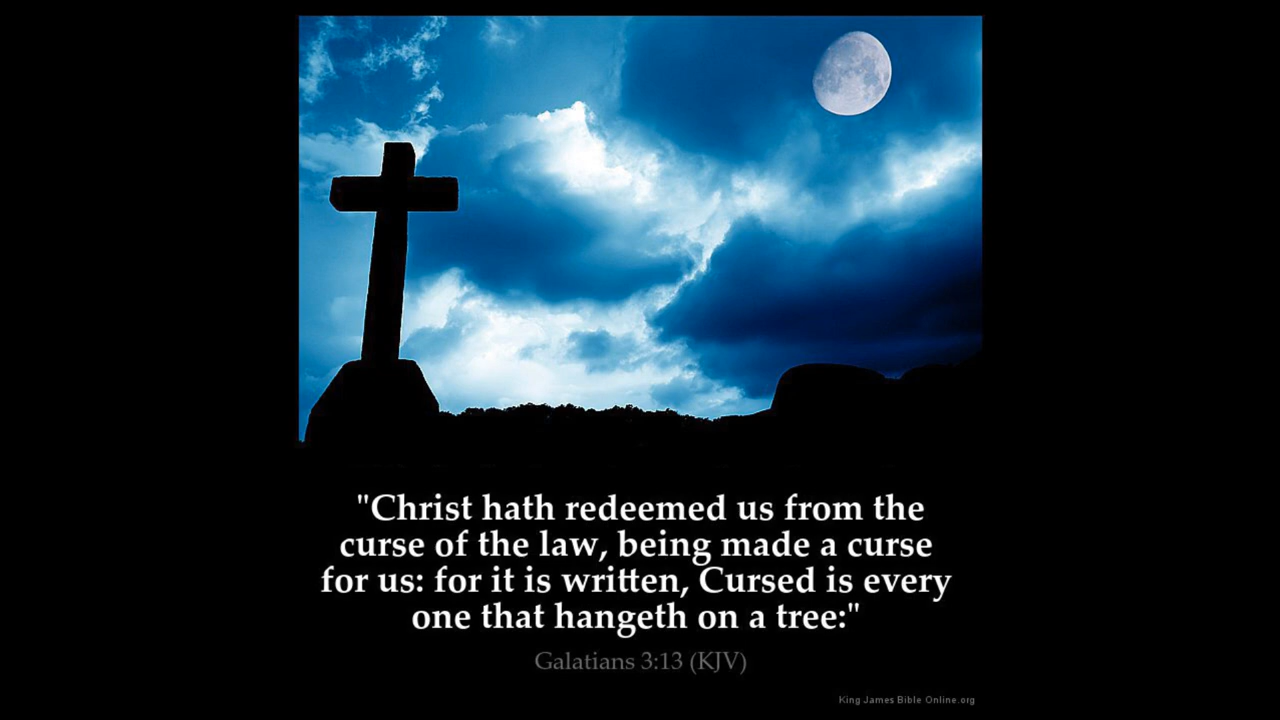 "Christ hath redeemed us from the
curse of the law, being made a curse
for us: for it is written, Cursed is every
one that hangeth on a tree:"
Galatians 3:13 (KJV)
King James Bible Online.org